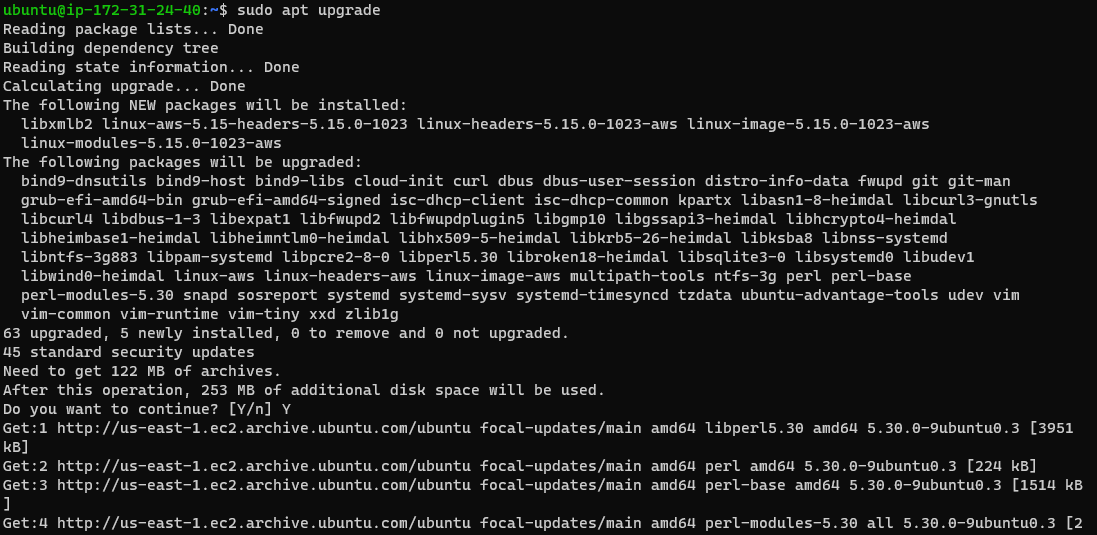 ubuntu@ip-172-31-24-40:~$ sudo apt upgrade
Reading package lists... Done
Building dependency tree
Reading state information... Done
Calculating upgrade... Done
The following NEW packages will be installed:
  libxmlb2 linux-aws-5.15-headers-5.15.0-1023 linux-headers-5.15.0-1023-aws linux-image-5.15.0-1023-aws
  linux-modules-5.15.0-1023-aws
The following packages will be upgraded:
  bind9-dnsutils bind9-host bind9-libs cloud-init curl dbus dbus-user-session distro-info-data fwupd git git-man
  grub-efi-amd64-bin grub-efi-amd64-signed isc-dhcp-client isc-dhcp-common kpartx libasn1-8-heimdal libcurl3-gnutls
  libcurl4 libdbus-1-3 libexpat1 libfwupd2 libfwupdplugin5 libgmp10 libgssapi3-heimdal libhcrypto4-heimdal
  libheimbase1-heimdal libheimntlm0-heimdal libhx509-5-heimdal libkrb5-26-heimdal libksba8 libnss-systemd
  libntfs-3g883 libpam-systemd libpcre2-8-0 libperl5.30 libroken18-heimdal libsqlite3-0 libsystemd0 libudev1
  libwind0-heimdal linux-aws linux-headers-aws linux-image-aws multipath-tools ntfs-3g perl perl-base
  perl-modules-5.30 snapd sosreport systemd systemd-sysv systemd-timesyncd tzdata ubuntu-advantage-tools udev vim
  vim-common vim-runtime vim-tiny xxd zlib1g
63 upgraded, 5 newly installed, 0 to remove and 0 not upgraded.
45 standard security updates
Need to get 122 MB of archives.
After this operation, 253 MB of additional disk space will be used.
Do you want to continue? [Y/n] Y
Get:1 http://us-east-1.ec2.archive.ubuntu.com/ubuntu focal-updates/main amd64 libperl5.30 amd64 5.30.0-9ubuntu0.3 [3951
kB]
Get:2 http://us-east-1.ec2.archive.ubuntu.com/ubuntu focal-updates/main amd64 perl amd64 5.30.0-9ubuntu0.3 [224 kB]
Get:3 http://us-east-1.ec2.archive.ubuntu.com/ubuntu focal-updates/main amd64 perl-base amd64 5.30.0-9ubuntu0.3 [1514 kB
]
Get:4 http://us-east-1.ec2.archive.ubuntu.com/ubuntu focal-updates/main amd64 perl-modules-5.30 all 5.30.0-9ubuntu0.3 [2